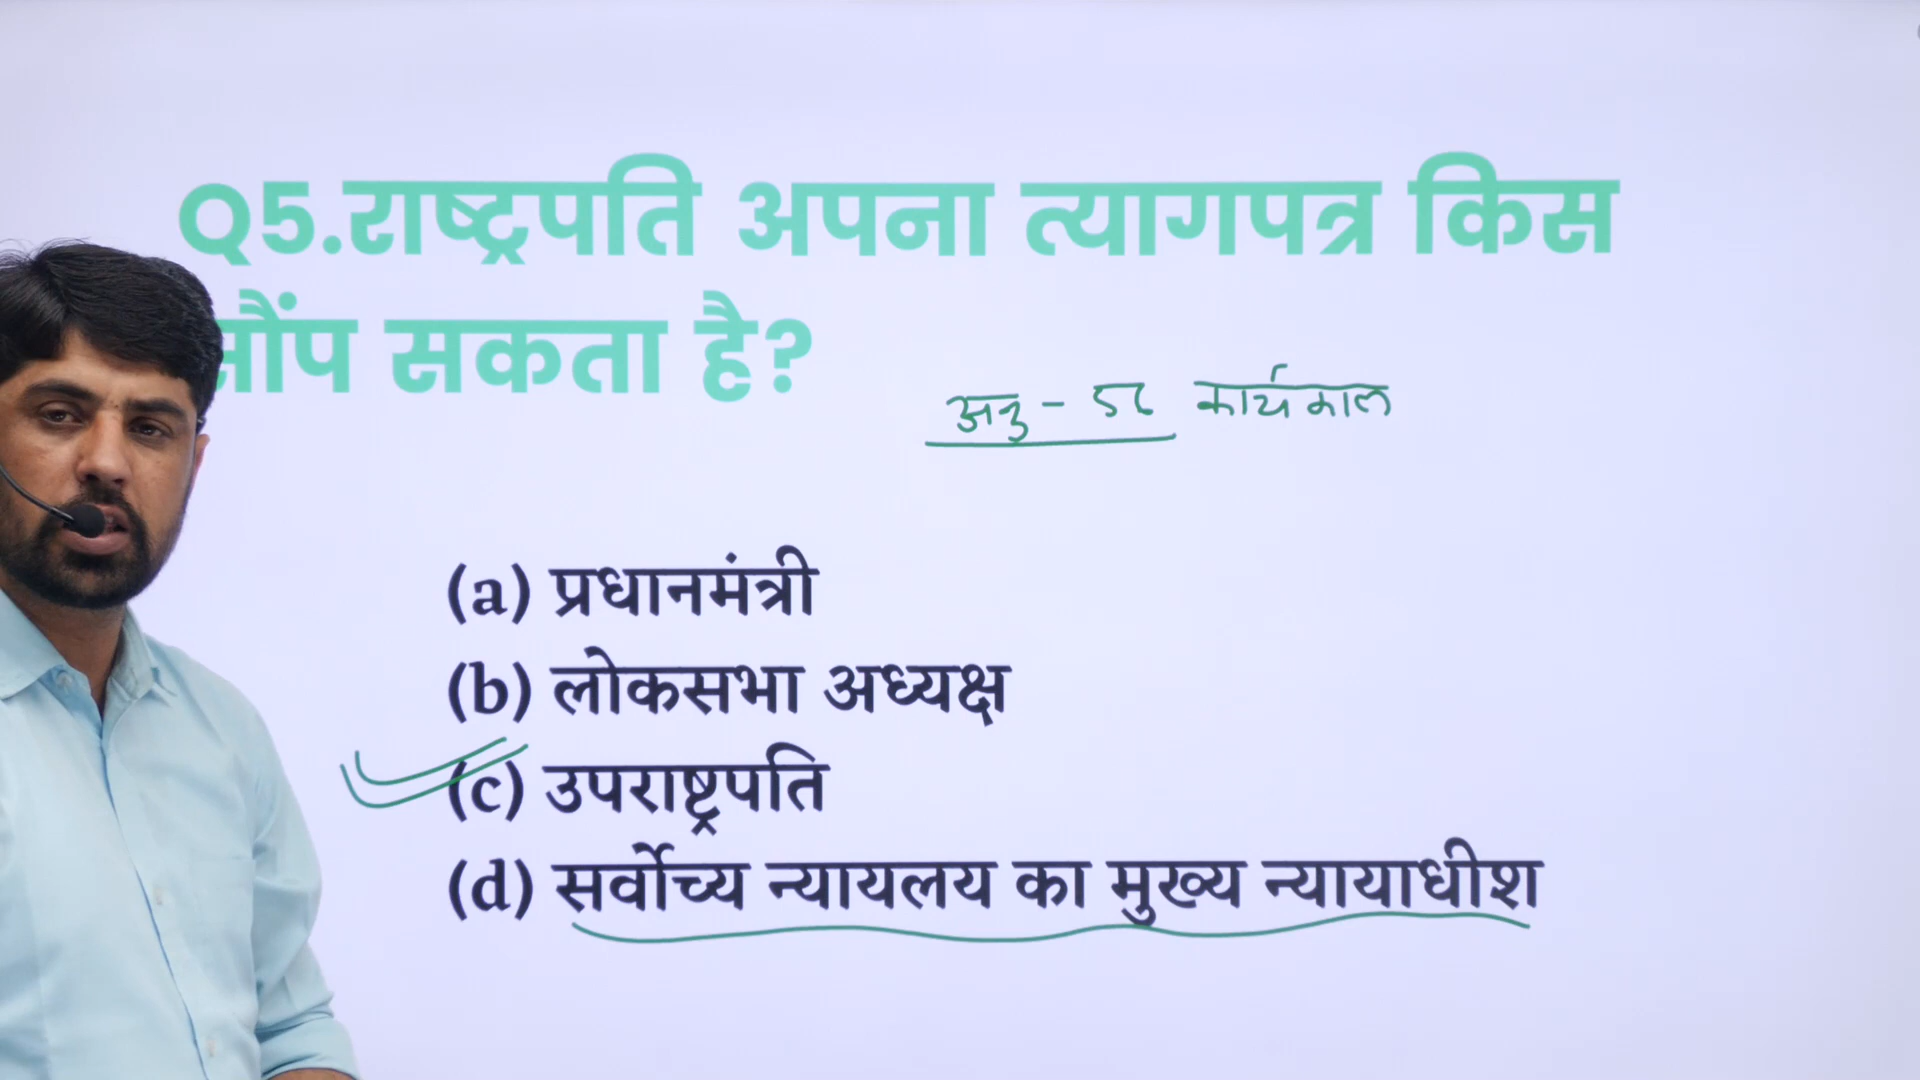 Q5.राष्ट्रपति अपना त्यागपत्र किस
सौंप सकता है?
अनु - 56 कार्यकाल
(a) प्रधानमंत्री
(b) लोकसभा अध्यक्ष
(c) उपराष्ट्रपति
(d) सर्वोच्य न्यायलय का मुख्य न्यायाधीश